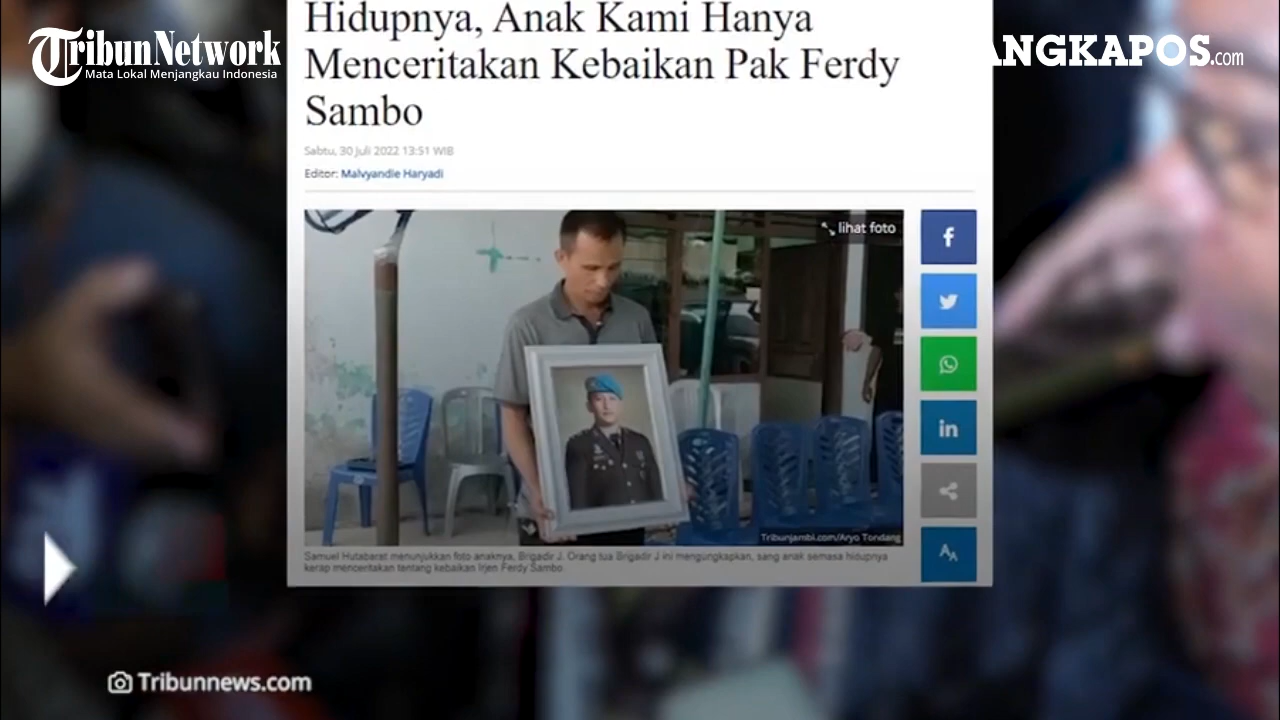 TribunNetwork
Mata Lokal Menjangkau Indonesia
ANGKAPOS.com
Hidupnya, Anak Kami Hanya
Menceritakan Kebaikan Pak Ferdy
Sambo
Sabtu, 30 Juli 2022 13:51 WIB
Editor: Malvyandie Haryadi
lihat foto
f
in
AA
Tribunjambi.com/Aryo Tondang
Samuel Hutabarat menunjukkan foto anaknya, Brigadir J. Orang tua Brigadir J ini mengungkapkan, sang anak semasa hidupnya
kerap menceritakan tentang kebaikan Irjen Ferdy Sambo
Tribunnews.com